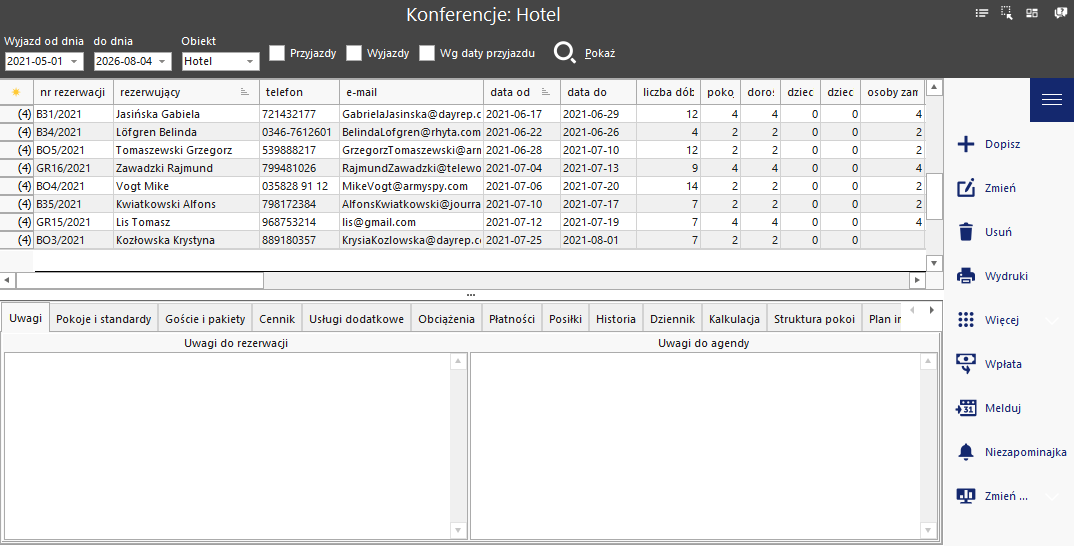 Konferencje: Hotel
Wyjazd od dnia do dnia Obiekt
2021-05-01 2026-08-04 Hotel Przyjazdy Wyjazdy Wg daty przyjazdu Pokaż
nr rezerwacji rezerwujący telefon e-mail data od data do liczba dób poko doros dziec dziec osoby zam
(4) B31/2021 Jasińska Gabiela 721432177 GabrielaJasinska@dayrep.c 2021-06-17 2021-06-29 12 4 4 0 0 4
(4) B34/2021 Löfgren Belinda 0346-7612601 BelindaLofgren@rhyta.com 2021-06-22 2021-06-26 4 2 2 0 0 2
(4) BO5/2021 Tomaszewski Grzegorz 539888217 GrzegorzTomaszewski@arm 2021-06-28 2021-07-10 12 2 2 0 0 2
(4) GR16/2021 Zawadzki Rajmund 799481026 RajmundZawadzki@telewo 2021-07-04 2021-07-13 9 4 4 0 0 4
(4) BO4/2021 Vogt Mike 035828 91 12 MikeVogt@armyspy.com 2021-07-06 2021-07-20 14 2 2 0 0 2
(4) B35/2021 Kwiatkowski Alfons 798172384 AlfonsKwiatkowski@journa 2021-07-10 2021-07-17 7 2 2 0 0 2
(4) GR15/2021 Lis Tomasz 968753214 lis@gmail.com 2021-07-12 2021-07-19 7 4 4 0 0 4
(4) BO3/2021 Kozłowska Krystyna 889180357 KrysiaKozlowska@dayrep.c 2021-07-25 2021-08-01 7 2 2 0 0
Uwagi Pokoje i standardy Goście i pakiety Cennik Usługi dodatkowe Obciążenia Płatności Posiłki Historia Dziennik Kalkulacja Struktura pokoi Plan in
Uwagi do rezerwacji Uwagi do agendy
Dopisz
Zmień
Usuń
Wydruki
Więcej
Wpłata
31 Melduj
Niezapominajka
Zmień ...